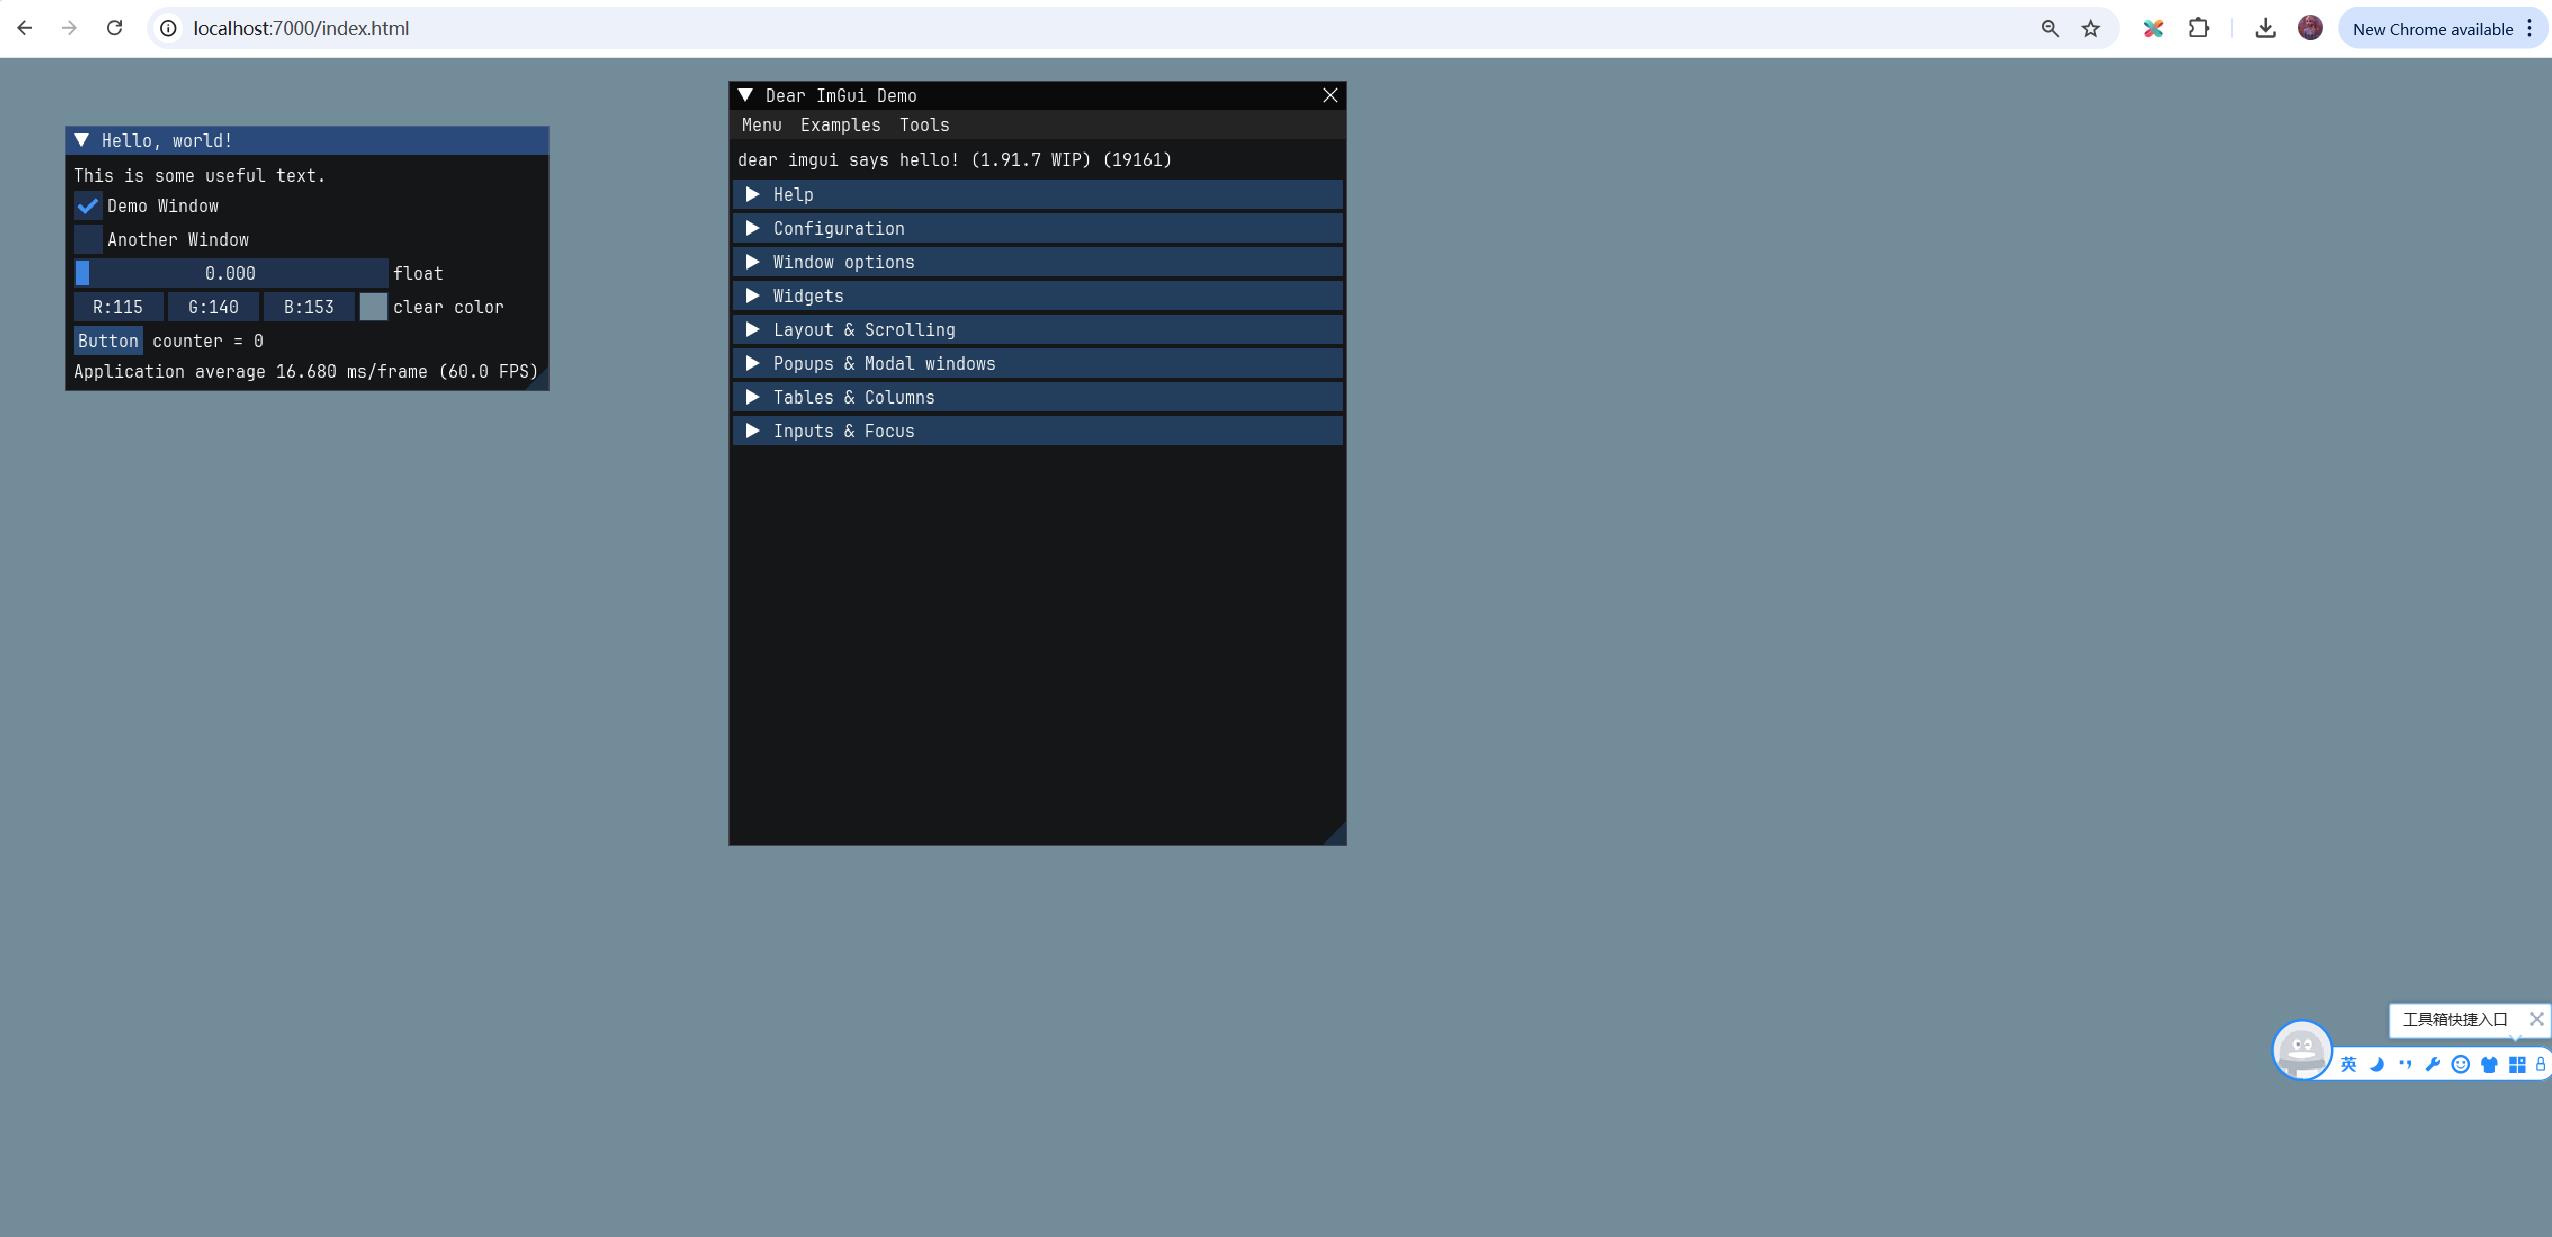 localhost:7000/index.html
New Chrome available
Hello, world!
This is some useful text.
Demo Window
Another Window
0.000 float
R:115 G:140 B:153 clear color
Button counter = 0
Application average 16.680 ms/frame (60.0 FPS)
Dear ImGui Demo
Menu Examples Tools
dear imgui says hello! (1.91.7 WIP) (19161)
Help
Configuration
Window options
Widgets
Layout & Scrolling
Popups & Modal windows
Tables & Columns
Inputs & Focus
工具箱快捷入口
英